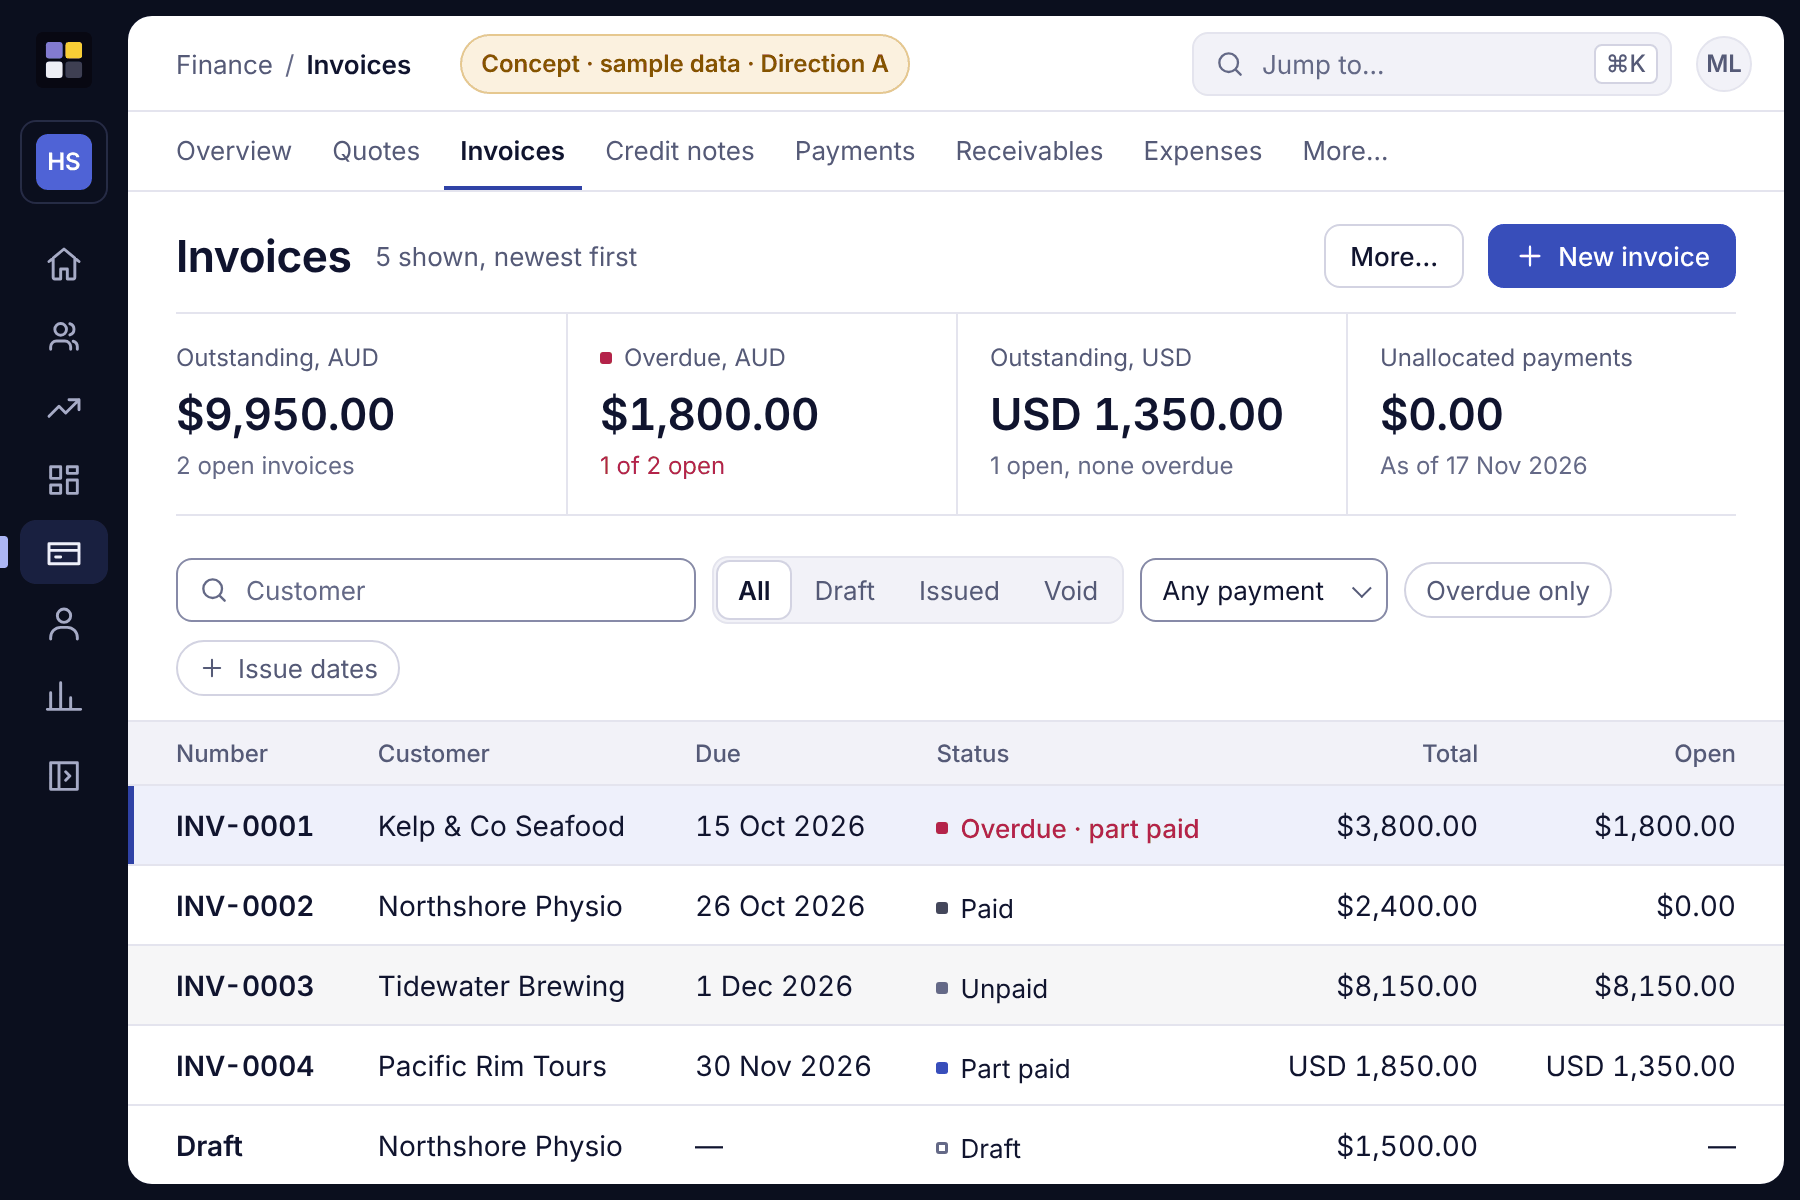 Finance / Invoices
Concept · sample data · Direction A
Jump to... ⌘K
ML
HS
Overview Quotes Invoices Credit notes Payments Receivables Expenses More...
Invoices 5 shown, newest first
More... + New invoice
Outstanding, AUD Overdue, AUD Outstanding, USD Unallocated payments
$9,950.00 $1,800.00 USD 1,350.00 $0.00
2 open invoices 1 of 2 open 1 open, none overdue As of 17 Nov 2026
Customer All Draft Issued Void Any payment Overdue only
+ Issue dates
Number Customer Due Status Total Open
INV-0001 Kelp & Co Seafood 15 Oct 2026 Overdue · part paid $3,800.00 $1,800.00
INV-0002 Northshore Physio 26 Oct 2026 Paid $2,400.00 $0.00
INV-0003 Tidewater Brewing 1 Dec 2026 Unpaid $8,150.00 $8,150.00
INV-0004 Pacific Rim Tours 30 Nov 2026 Part paid USD 1,850.00 USD 1,350.00
Draft Northshore Physio — Draft $1,500.00 —